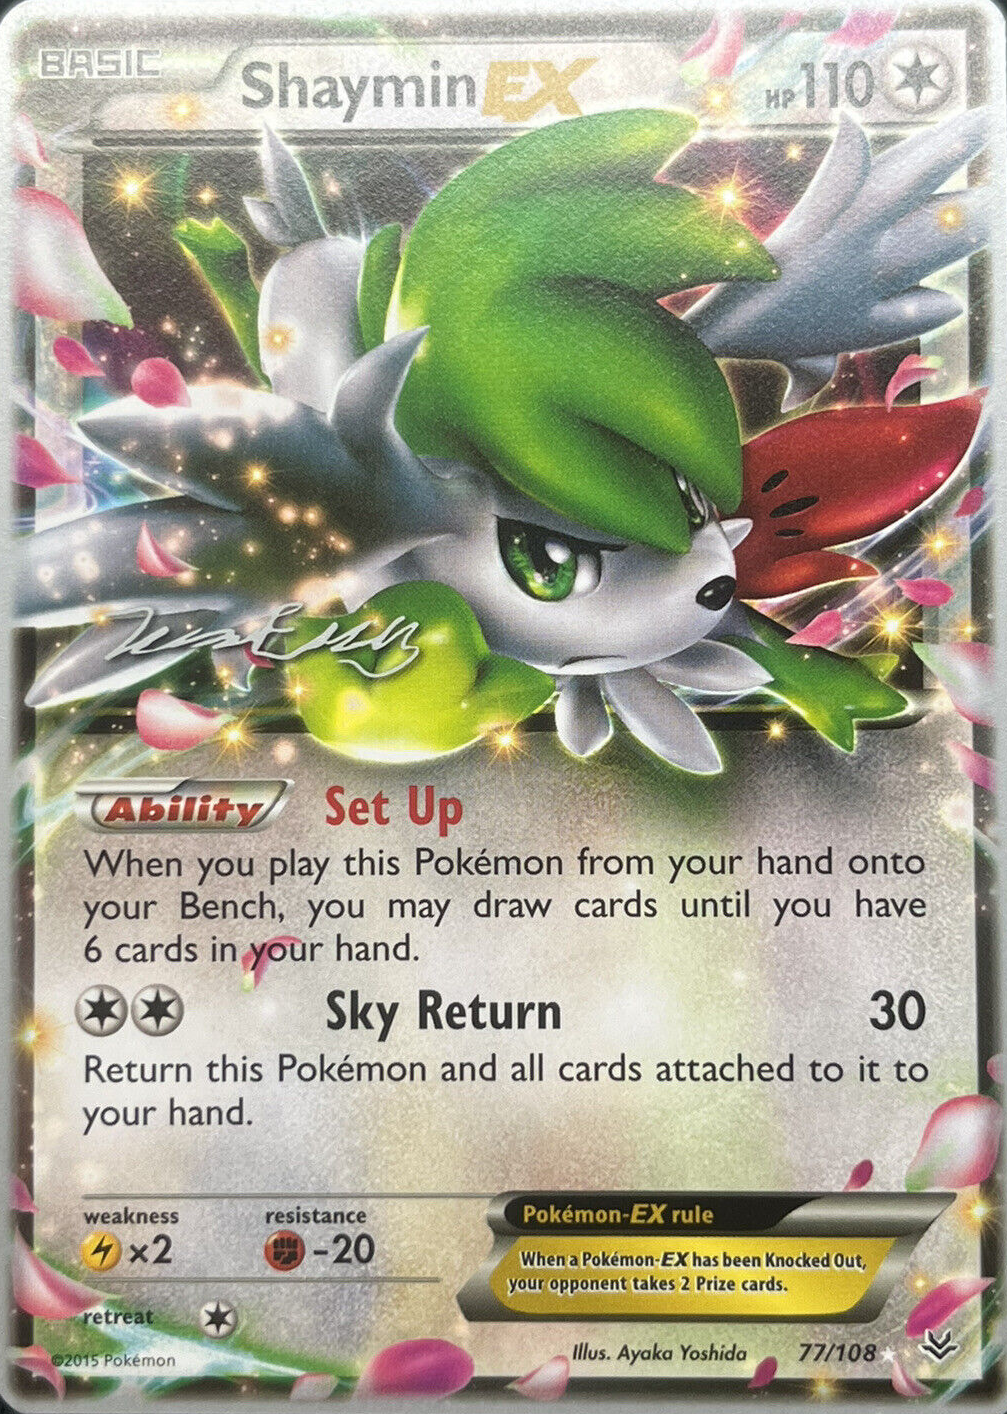 BASIC
Shaymin EX HP 110
Ability Set Up
When you play this Pokémon from your hand onto
your Bench, you may draw cards until you have
6 cards in your hand.
Sky Return 30
Return this Pokémon and all cards attached to it to
your hand.
weakness resistance
×2 -20
retreat
Pokémon-EX rule
When a Pokémon-EX has been Knocked Out,
your opponent takes 2 Prize cards.
©2015 Pokémon
Illus. Ayaka Yoshida 77/108